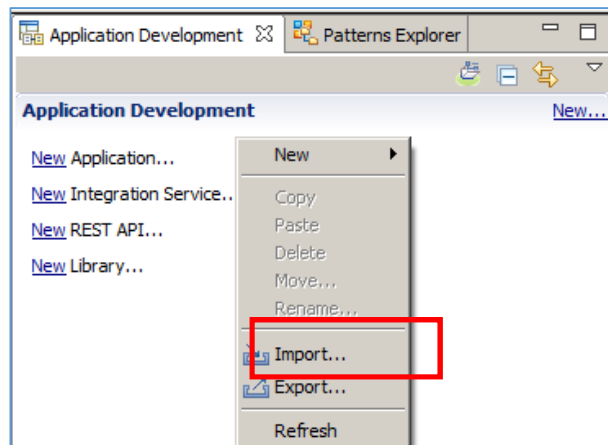 Application Development
Patterns Explorer
Application Development
New...
New Application...
New Integration Service..
New REST API...
New Library...
New
Copy
Paste
Delete
Move...
Rename...
Import...
Export...
Refresh